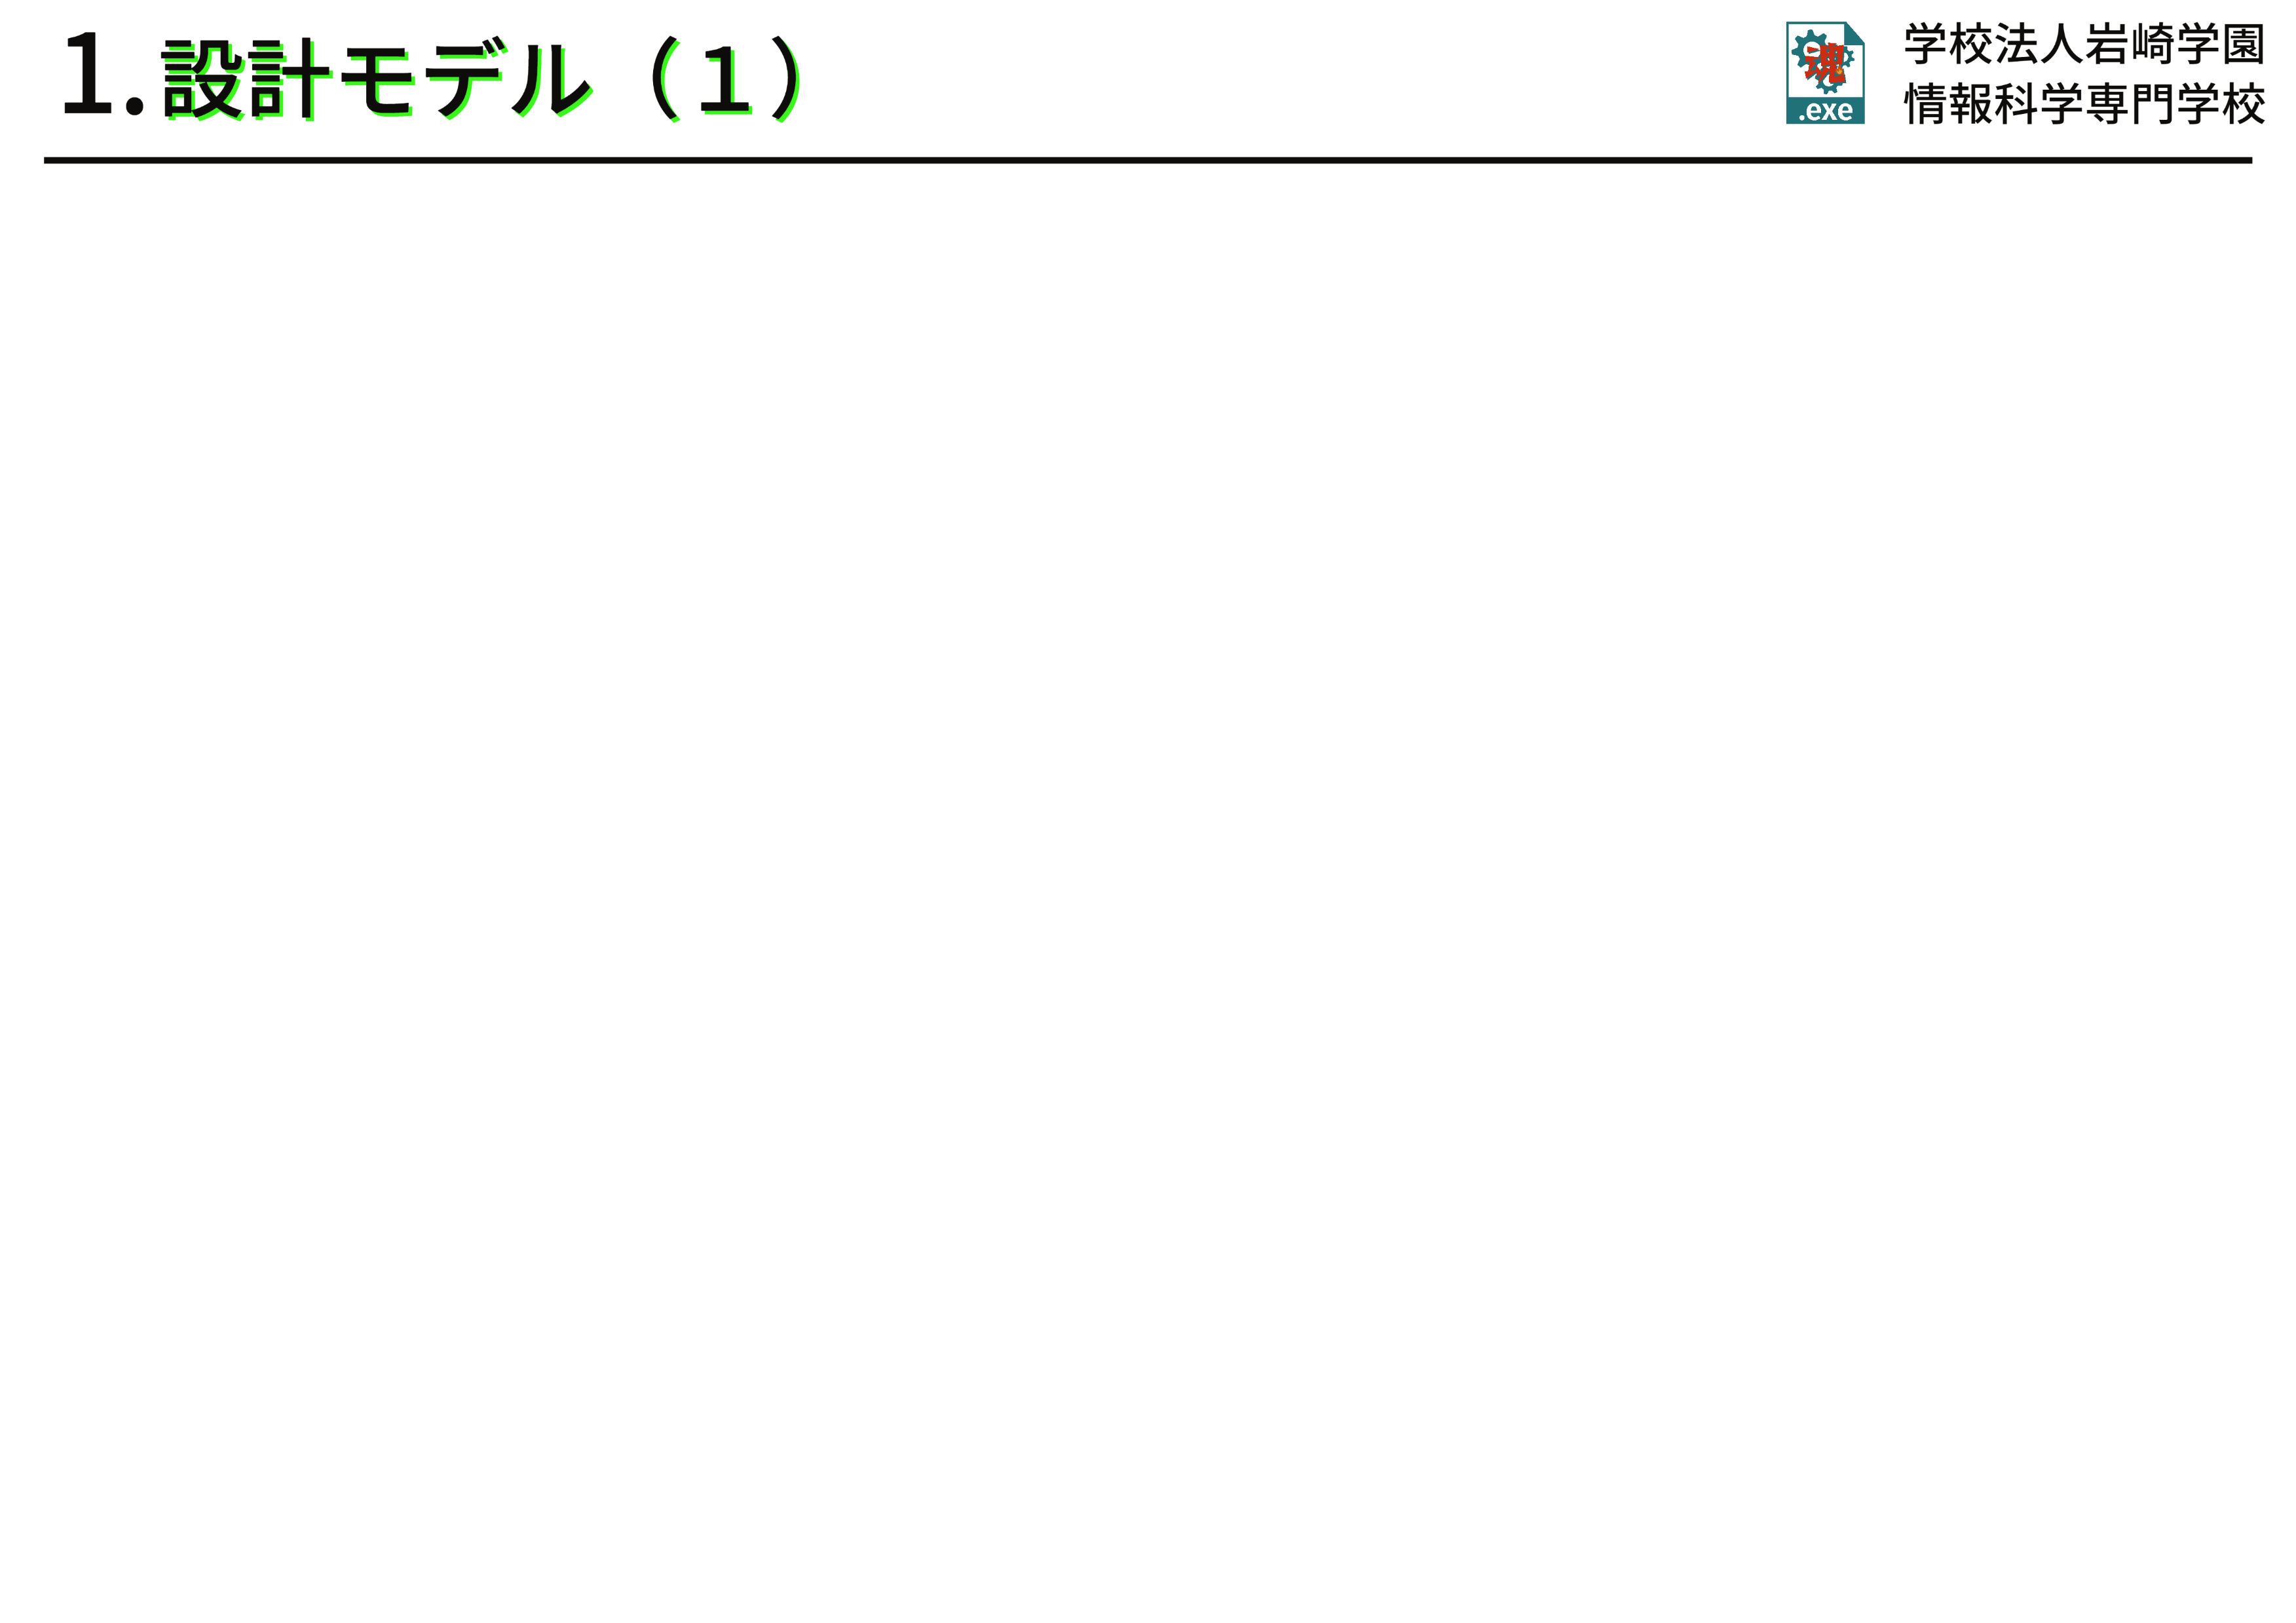 1.設計モデル（１）
学校法人岩崎学園
情報科学専門学校
魂
.exe